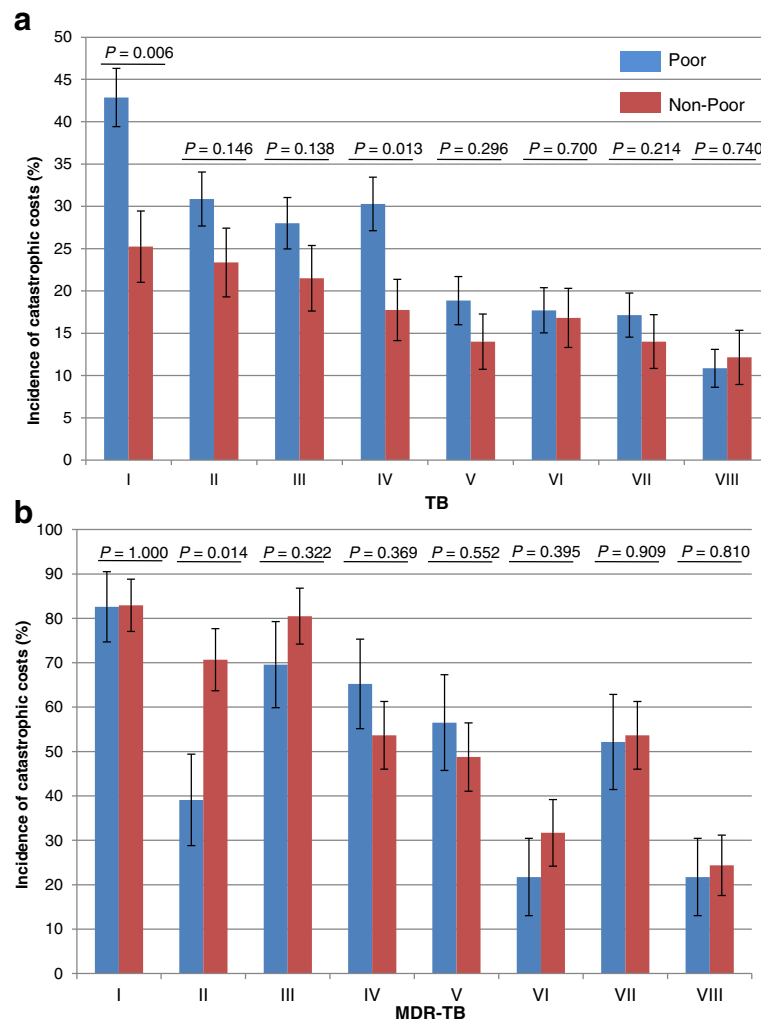 a
Incidence of catastrophic costs (%)
50
45
40
35
30
25
20
15
10
5
0
P = 0.006
P = 0.146
P = 0.138
P = 0.013
P = 0.296
P = 0.700
P = 0.214
P = 0.740
Poor
Non-Poor
I
II
III
IV
V
VI
VII
VIII
TB
b
Incidence of catastrophic costs (%)
100
90
80
70
60
50
40
30
20
10
0
P = 1.000
P = 0.014
P = 0.322
P = 0.369
P = 0.552
P = 0.395
P = 0.909
P = 0.810
I
II
III
IV
V
VI
VII
VIII
MDR-TB